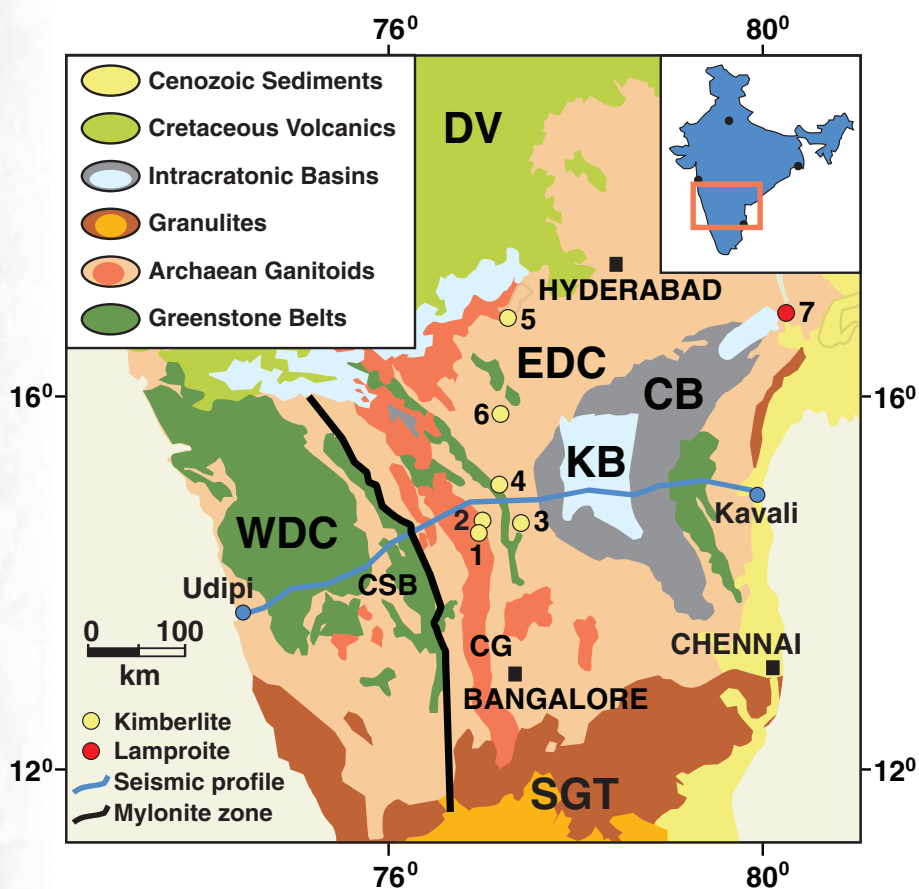 76⁰ 80⁰
Cenozoic Sediments
Cretaceous Volcanics
Intracratonic Basins
Granulites
Archaean Ganitoids
Greenstone Belts
DV
HYDERABAD
5
7
EDC
CB
16⁰ 16⁰
6
KB
4
Kavali
2
3
1
WDC
CSB
Udipi
0 100
km
CG
CHENNAI
BANGALORE
Kimberlite
Lamproite
Seismic profile
Mylonite zone
12⁰ 12⁰
SGT
76⁰ 80⁰